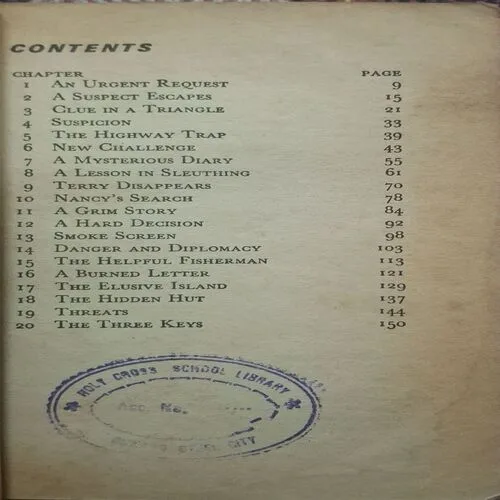 CONTENTS
CHAPTER PAGE
1 AN URGENT REQUEST 9
2 A SUSPECT ESCAPES 15
3 CLUE IN A TRIANGLE 21
4 SUSPICION 33
5 THE HIGHWAY TRAP 39
6 NEW CHALLENGE 43
7 A MYSTERIOUS DIARY 55
8 A LESSON IN SLEUTHING 61
9 TERRY DISAPPEARS 70
10 NANCY'S SEARCH 78
11 A GRIM STORY 84
12 A HARD DECISION 92
13 SMOKE SCREEN 98
14 DANGER AND DIPLOMACY 103
15 THE HELPFUL FISHERMAN 113
16 A BURNED LETTER 121
17 THE ELUSIVE ISLAND 129
18 THE HIDDEN HUT 137
19 THREATS 144
20 THE THREE KEYS 150
HOLY CROSS SCHOOL LIBRARY
Acc. No.
CITY